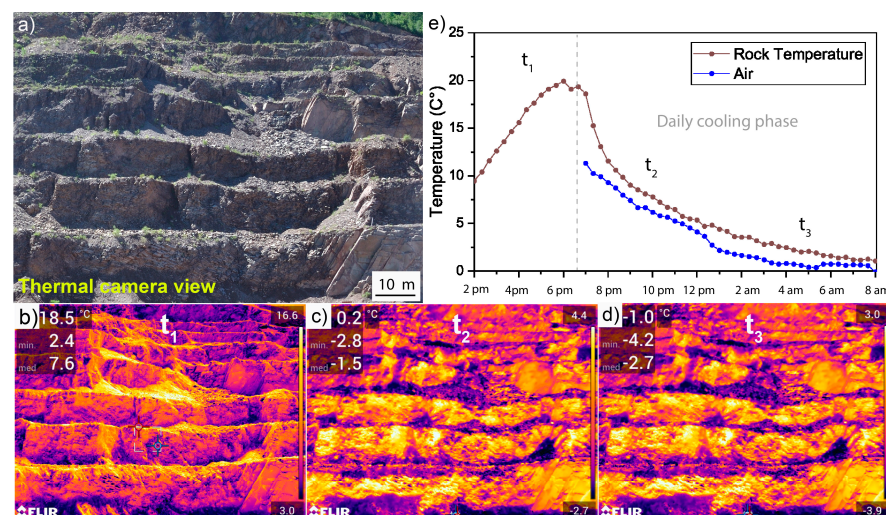 a)
Thermal camera view
10 m
e)
Temperature (C°)
25
20
15
10
5
0
t1
t2
t3
Rock Temperature
Air
Daily cooling phase
2 pm
4pm
6 pm
8 pm
10 pm
12 pm
2 am
4 am
6 am
8 am
b)
18.5 °C
min. 2.4
med 7.6
t1
16.6
3.0
FLIR
c)
0.2 °C
min. -2.8
med -1.5
t2
4.4
-2.7
FLIR
d)
-1.0 °C
min. -4.2
med -2.7
t3
3.0
-3.9
FLIR